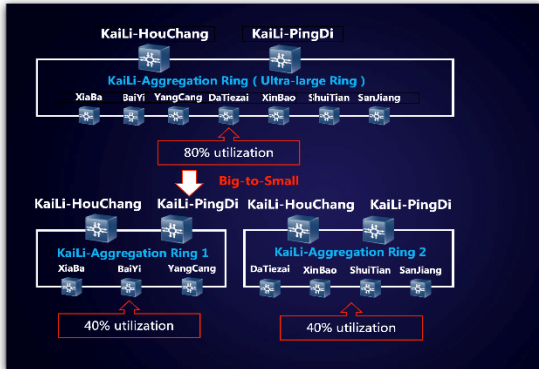 KaiLi-HouChang KaiLi-PingDi
KaiLi-Aggregation Ring ( Ultra-large Ring )
XiaBa BaiYi YangCang DaTiezai XinBao ShuiTian SanJiang
80% utilization
Big-to-Small
KaiLi-HouChang KaiLi-PingDi KaiLi-HouChang KaiLi-PingDi
KaiLi-Aggregation Ring 1 KaiLi-Aggregation Ring 2
XiaBa BaiYi YangCang DaTiezai XinBao ShuiTian SanJiang
40% utilization 40% utilization